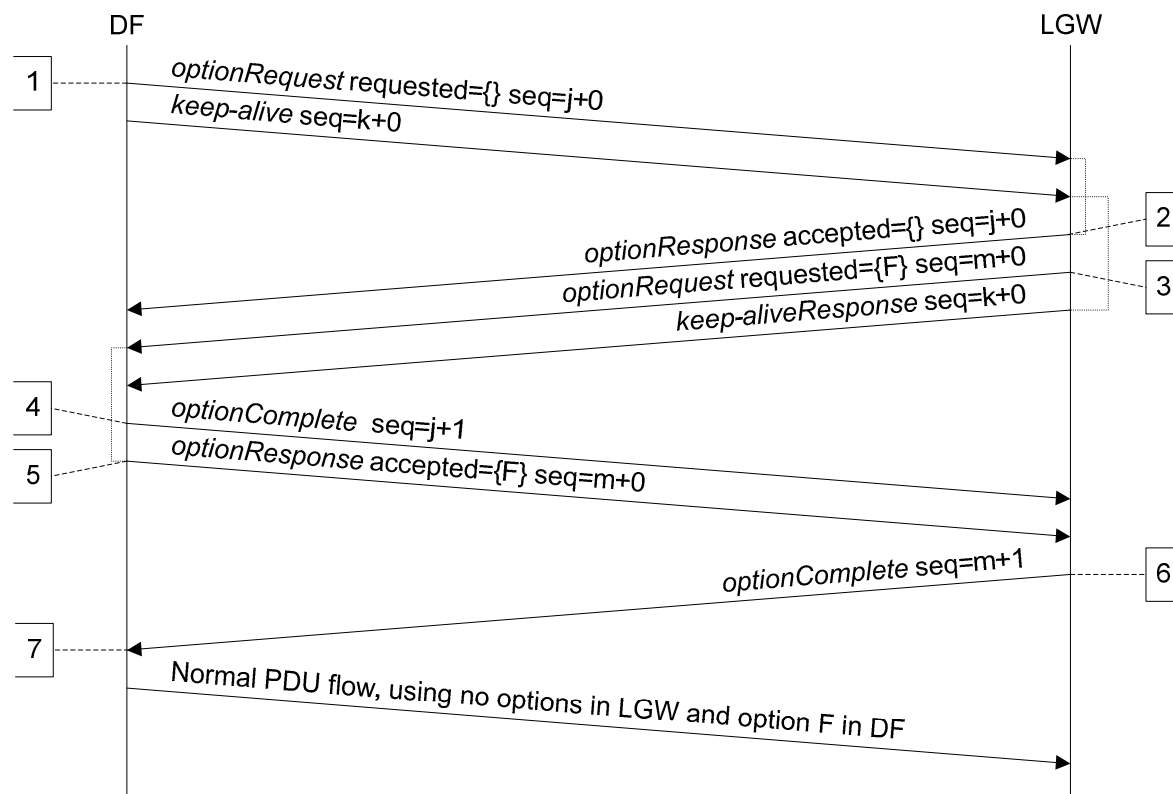 DF
LGW
1
optionRequest requested={} seq=j+0
keep-alive seq=k+0
2
optionResponse accepted={} seq=j+0
optionRequest requested={F} seq=m+0
3
keep-aliveResponse seq=k+0
4
optionComplete seq=j+1
5
optionResponse accepted={F} seq=m+0
optionComplete seq=m+1
6
7
Normal PDU flow, using no options in LGW and option F in DF